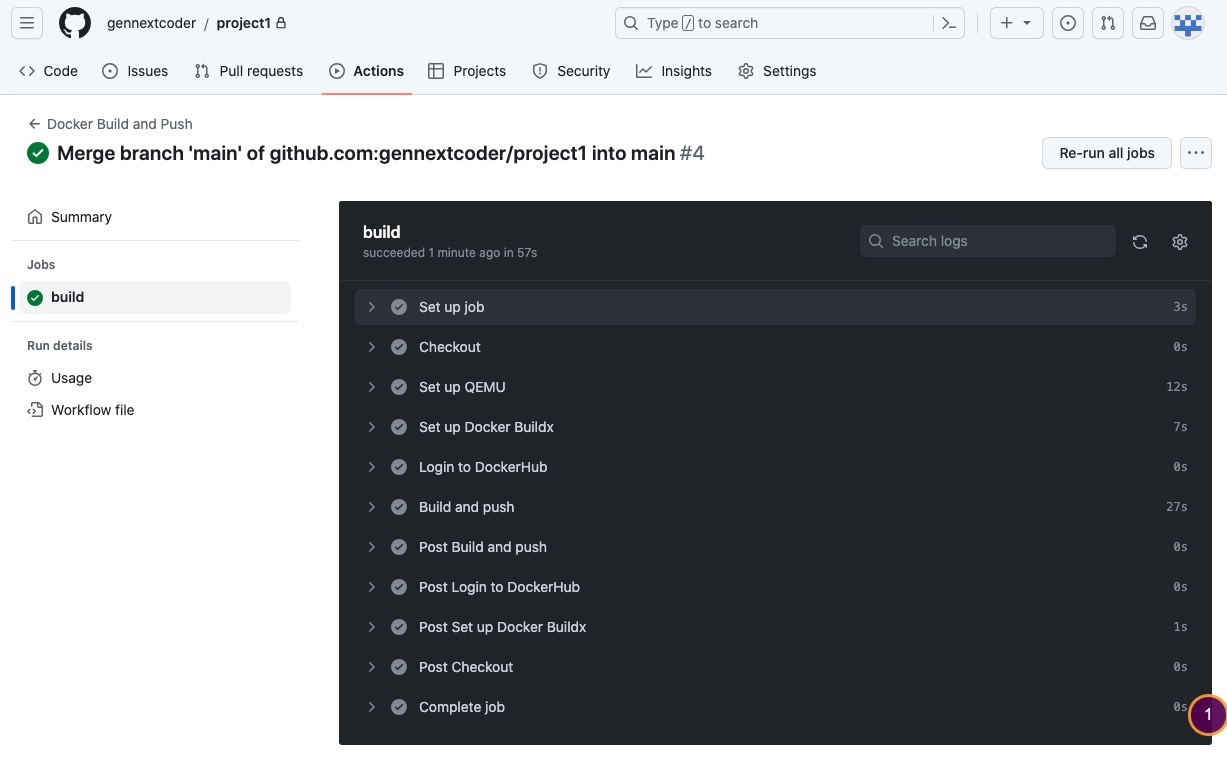 gennextcoder / project1
Type / to search
Code Issues Pull requests Actions Projects Security Insights Settings
Docker Build and Push
Merge branch 'main' of github.com:gennextcoder/project1 into main #4
Re-run all jobs
Summary
Jobs
build
Run details
Usage
Workflow file
build
succeeded 1 minute ago in 57s
Search logs
Set up job 3s
Checkout 0s
Set up QEMU 12s
Set up Docker Buildx 7s
Login to DockerHub 0s
Build and push 27s
Post Build and push 0s
Post Login to DockerHub 0s
Post Set up Docker Buildx 1s
Post Checkout 0s
Complete job 0s
1